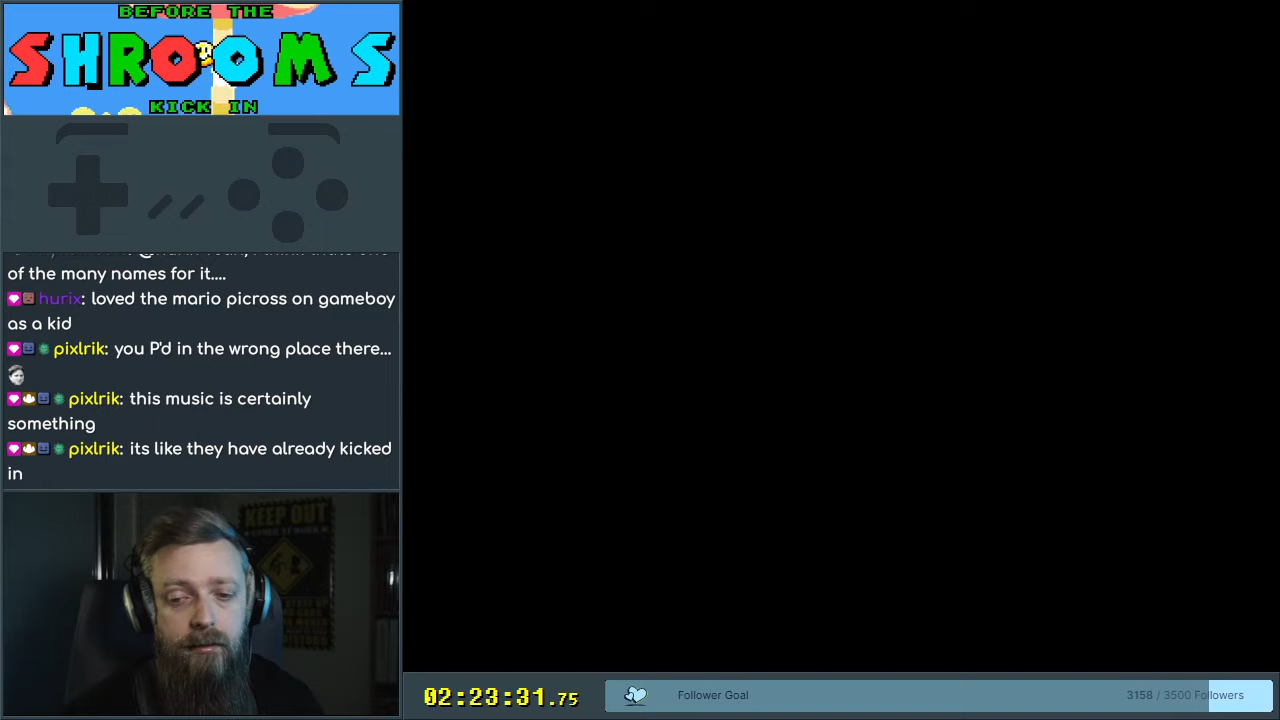 BEFORE THE
SHROOMS
KICK IN
of the many names for it....
hurix: loved the mario picross on gameboy
as a kid
pixlrik: you P'd in the wrong place there...
pixlrik: this music is certainly
something
pixlrik: its like they have already kicked
in
KEEP OUT
02:23:31.75
Follower Goal
3158 / 3500 Followers